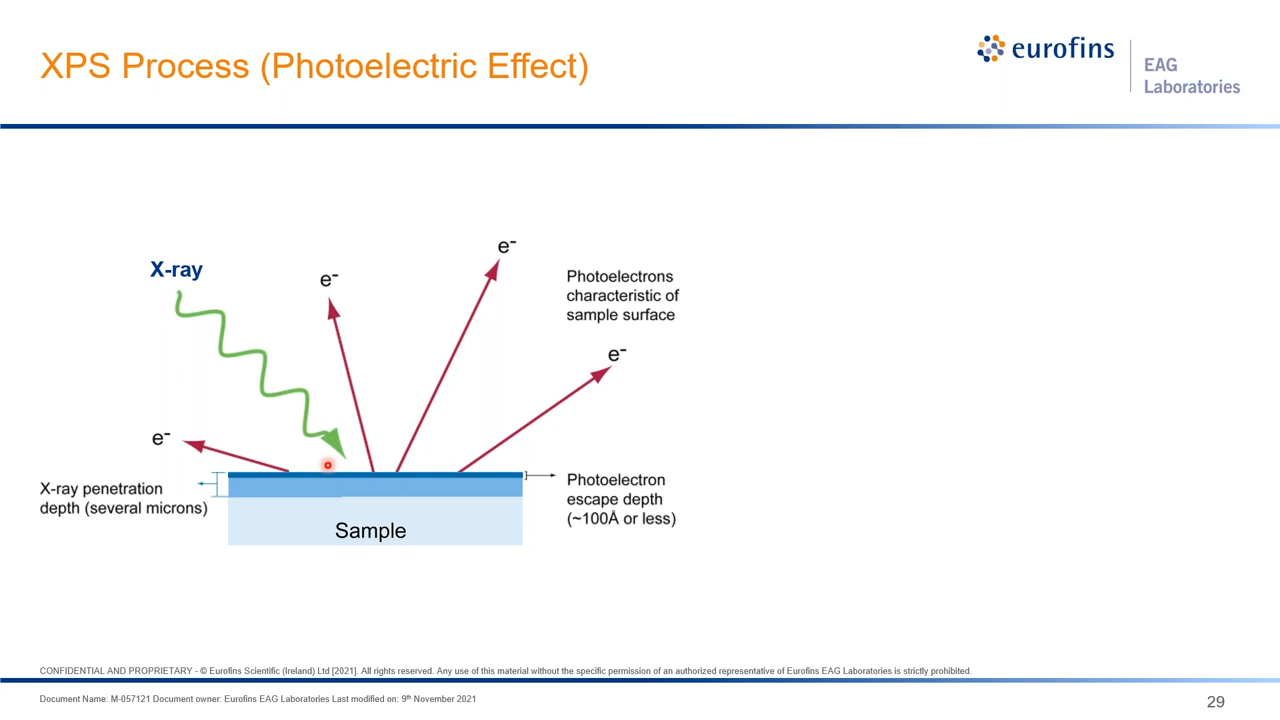 XPS Process (Photoelectric Effect)
eurofins
EAG
Laboratories
X-ray
e-
e-
Photoelectrons
characteristic of
sample surface
e-
e-
X-ray penetration
depth (several microns)
Photoelectron
escape depth
(~100Å or less)
Sample
CONFIDENTIAL AND PROPRIETARY - © Eurofins Scientific (Ireland) Ltd [2021]. All rights reserved. Any use of this material without the specific permission of an authorized representative of Eurofins EAG Laboratories is strictly prohibited.
Document Name: M-057121 Document owner: Eurofins EAG Laboratories Last modified on: 9th November 2021
29